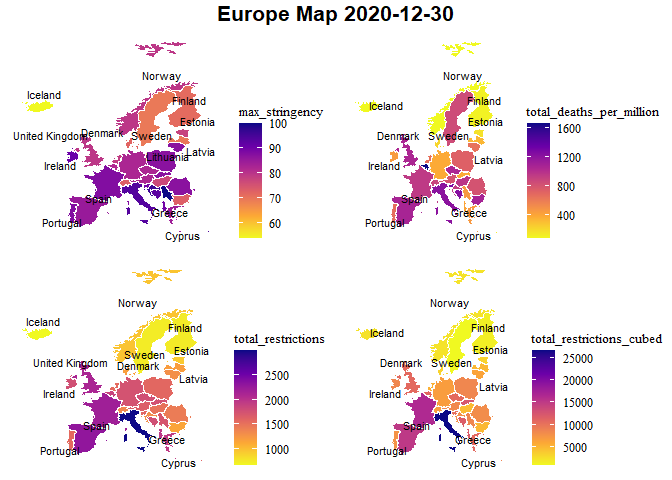 Europe Map 2020-12-30
Norway
Iceland
Finland
Estonia
United Kingdom
Denmark
Sweden
Latvia
Lithuania
Ireland
Spain
Portugal
Greece
Cyprus
max_stringency
100
90
80
70
60
Norway
Iceland
Finland
Estonia
Denmark
Sweden
Latvia
Ireland
Spain
Portugal
Greece
Cyprus
total_deaths_per_million
1600
1200
800
400
Norway
Iceland
Finland
Estonia
Sweden
United Kingdom
Denmark
Latvia
Ireland
Spain
Portugal
Greece
Cyprus
total_restrictions
2500
2000
1500
1000
Norway
Iceland
Finland
Estonia
Sweden
Denmark
Latvia
Ireland
Spain
Portugal
Greece
Cyprus
total_restrictions_cubed
25000
20000
15000
10000
5000